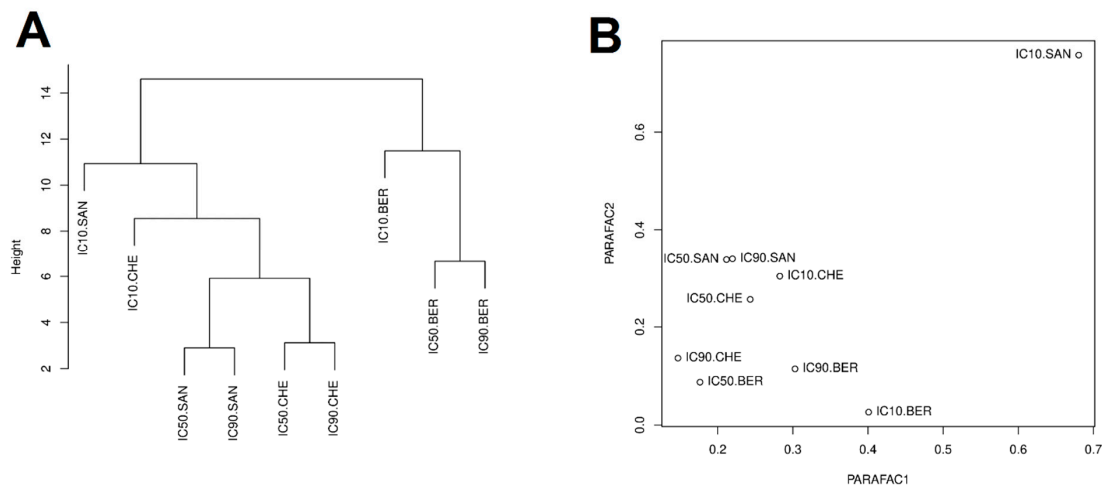 A
Height
14
12
10
8
6
4
2
IC10.SAN
IC10.CHE
IC50.SAN
IC90.SAN
IC50.CHE
IC90.CHE
IC10.BER
IC50.BER
IC90.BER
B
PARAFAC2
0.6
0.4
0.2
0.0
IC10.SAN
IC50.SAN IC90.SAN
IC10.CHE
IC50.CHE
IC90.CHE
IC90.BER
IC50.BER
IC10.BER
0.2 0.3 0.4 0.5 0.6 0.7
PARAFAC1